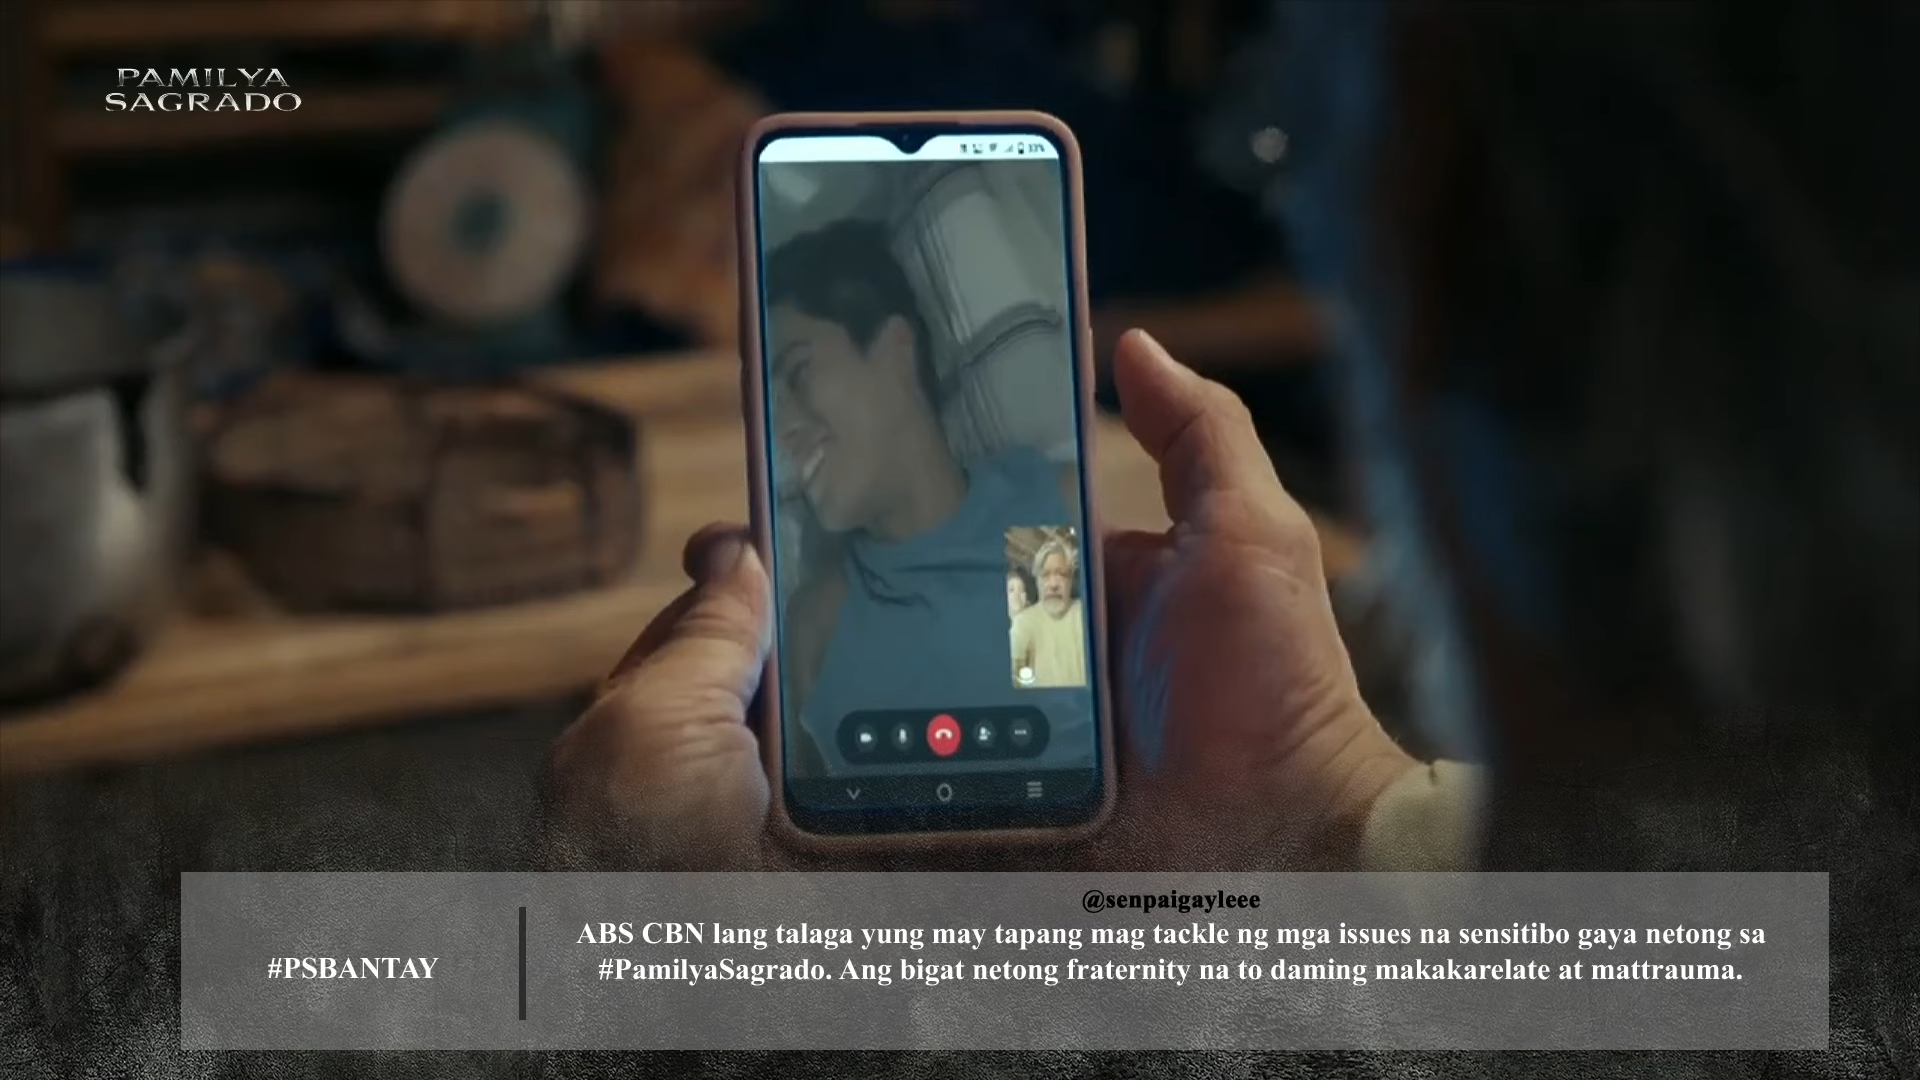 PAMILYA
SAGRADO
33%
@senpaigayleee
ABS CBN lang talaga yung may tapang mag tackle ng mga issues na sensitibo gaya netong sa
#PSBANTAY
#PamilyaSagrado. Ang bigat netong fraternity na to daming makakarelate at mattrauma.